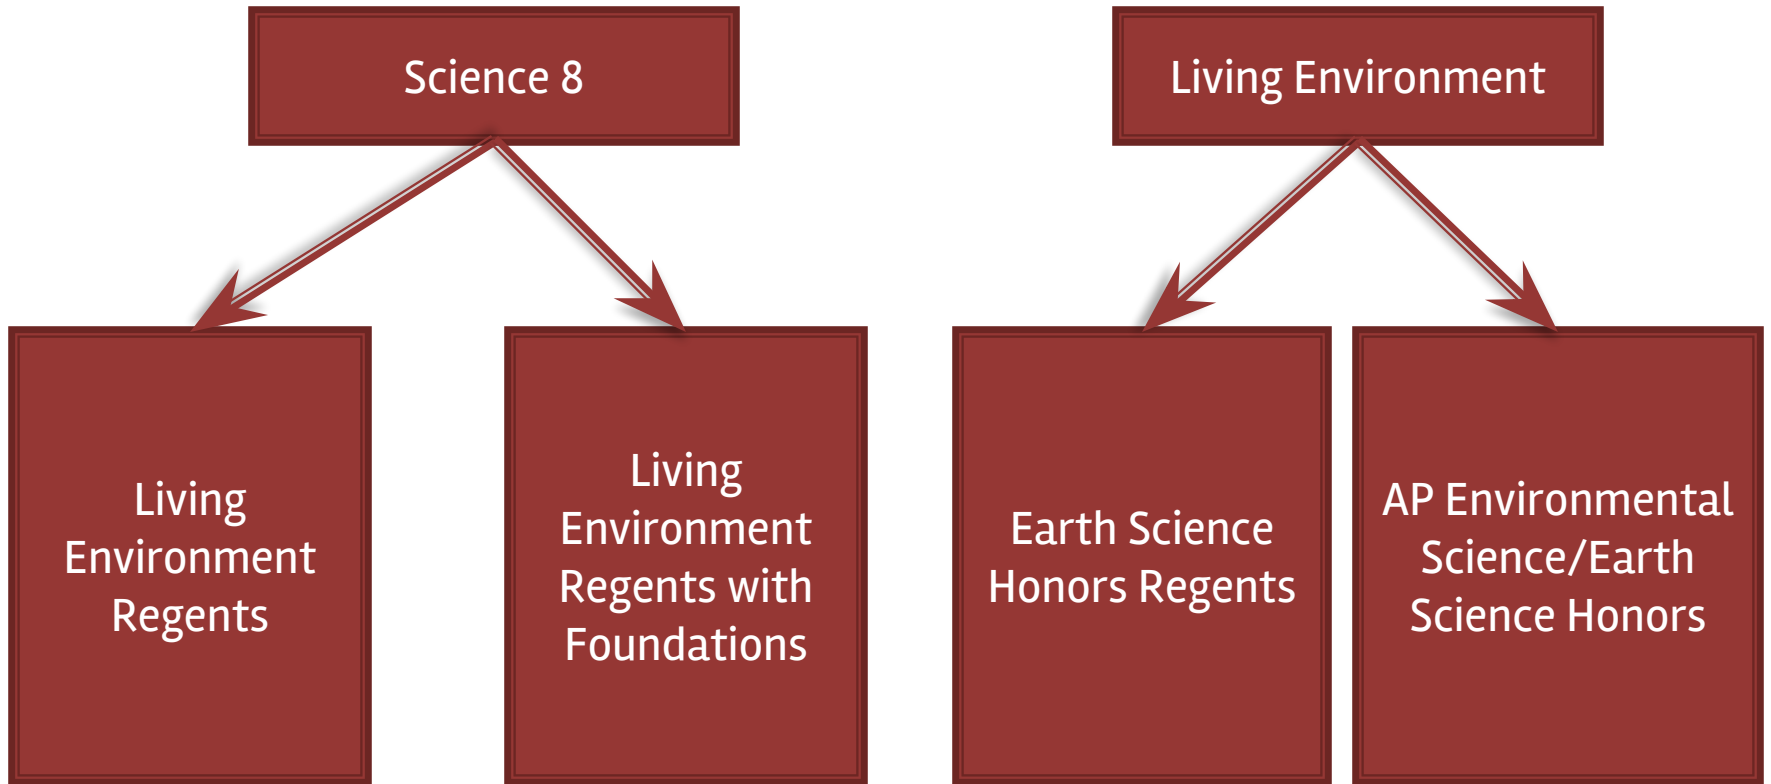 Science 8
Living Environment
Living
Environment
Regents
Living
Environment
Regents with
Foundations
Earth Science
Honors Regents
AP Environmental
Science/Earth
Science Honors